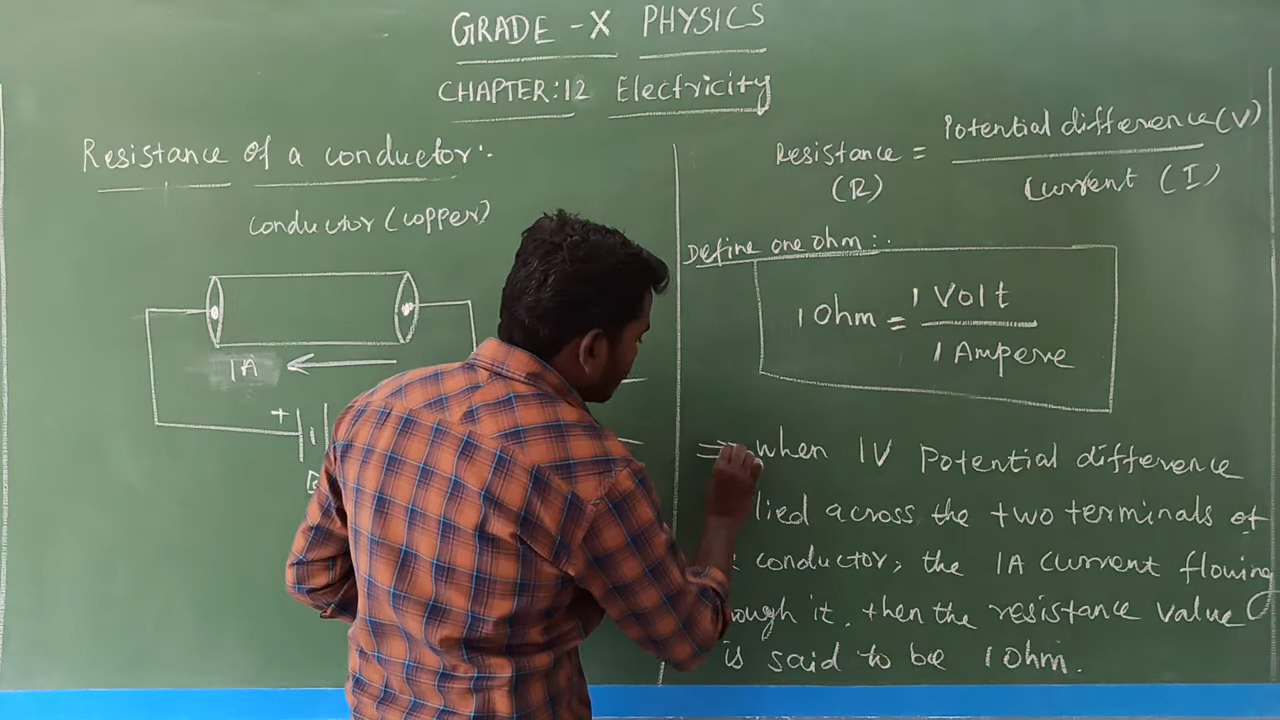 GRADE -X PHYSICS
CHAPTER:12 Electricity
Resistance of a conductor:
conductor (copper)
1A
+
Resistance = Potential difference (V)
(R) Current (I)
Define one ohm:
1 Ohm = 1 Volt
1 Ampere
⇒ when 1V Potential difference
lied across the two terminals of
conductor, the 1A current flowing
ough it, then the resistance value
is said to be 1 ohm.